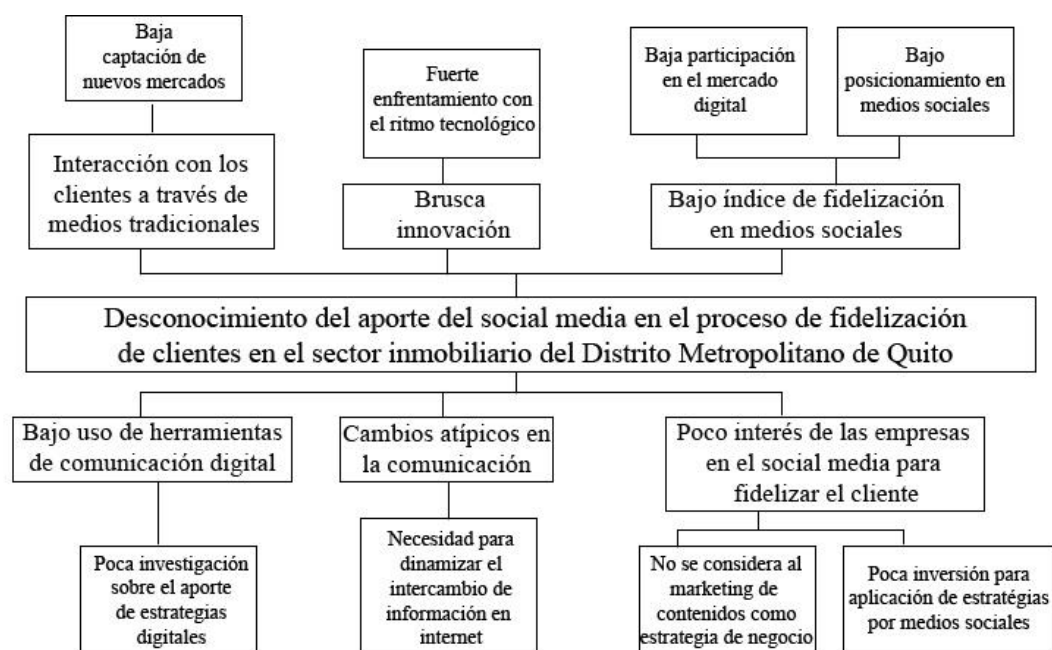 Baja
captación de
nuevos mercados
Fuerte
enfrentamiento con
el ritmo tecnológico
Baja participación
en el mercado
digital
Bajo
posicionamiento en
medios sociales
Interacción con los
clientes a través de
medios tradicionales
Brusca
innovación
Bajo índice de fidelización
en medios sociales
Desconocimiento del aporte del social media en el proceso de fidelización
de clientes en el sector inmobiliario del Distrito Metropolitano de Quito
Bajo uso de herramientas
de comunicación digital
Cambios atípicos en
la comunicación
Poco interés de las empresas
en el social media para
fidelizar el cliente
Poca investigación
sobre el aporte
de estrategias
digitales
Necesidad para
dinamizar el
intercambio de
información en
internet
No se considera al
marketing de
contenidos como
estrategia de negocio
Poca inversión para
aplicación de estratégias
por medios sociales